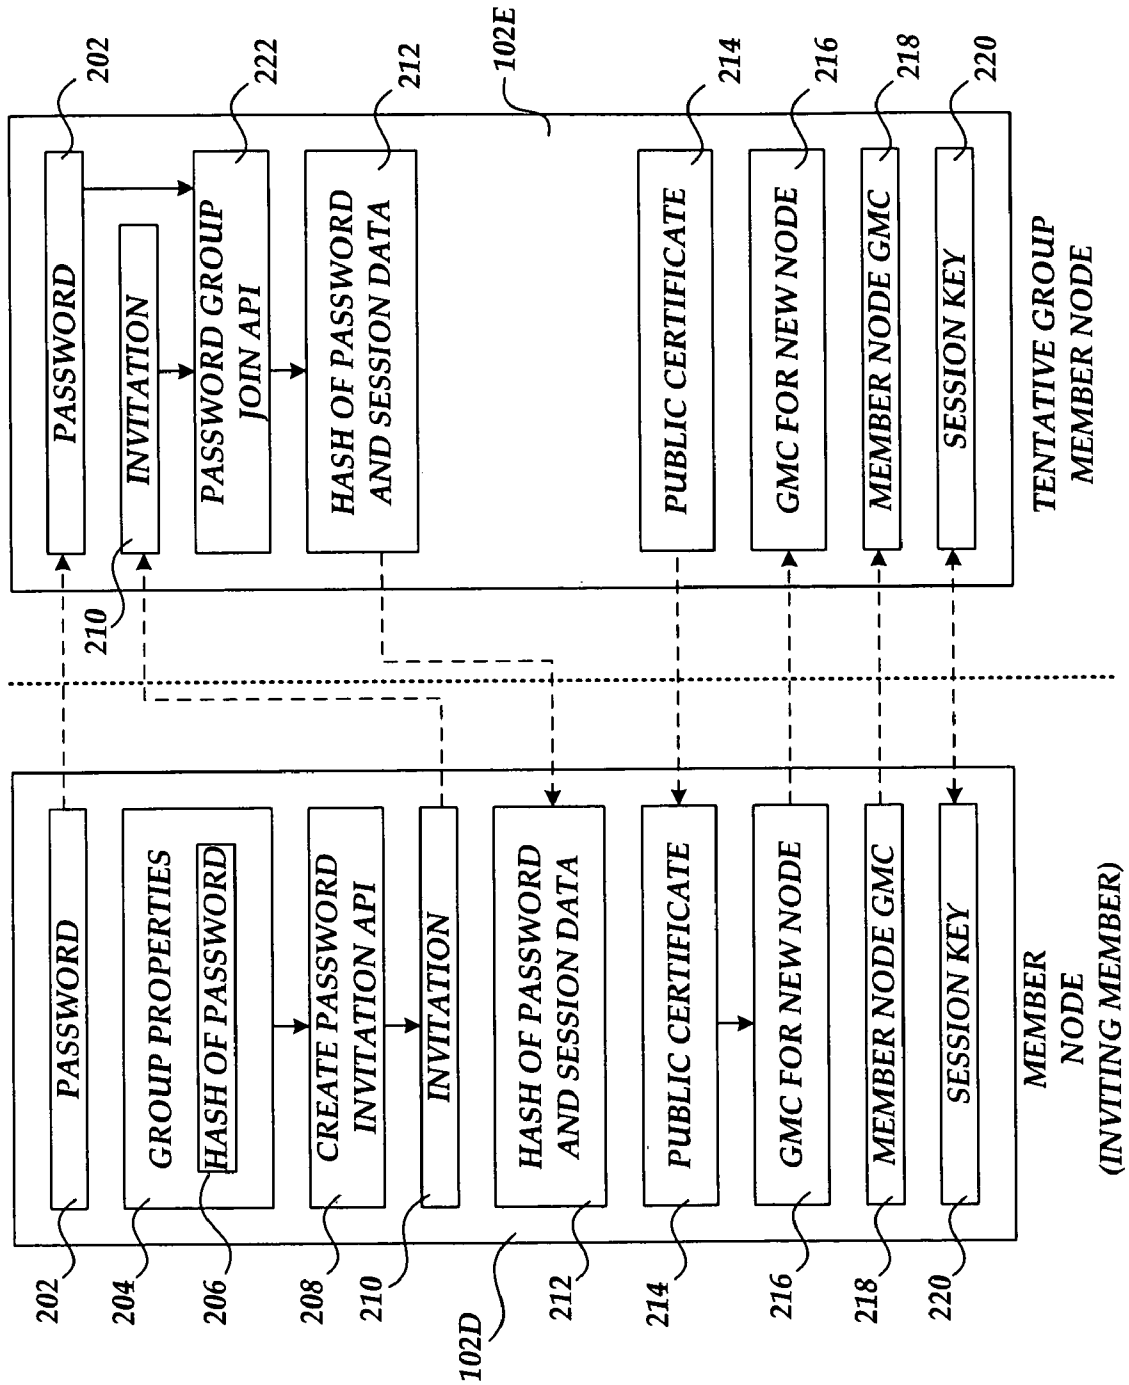 202
PASSWORD
204
GROUP PROPERTIES
206
HASH OF PASSWORD
208
CREATE PASSWORD
INVITATION API
210
INVITATION
102D
212
HASH OF PASSWORD
AND SESSION DATA
214
PUBLIC CERTIFICATE
216
GMC FOR NEW NODE
218
MEMBER NODE GMC
220
SESSION KEY
MEMBER
NODE
(INVITING MEMBER)
PASSWORD
202
210
INVITATION
PASSWORD GROUP
JOIN API
222
HASH OF PASSWORD
AND SESSION DATA
212
102E
PUBLIC CERTIFICATE
214
GMC FOR NEW NODE
216
MEMBER NODE GMC
218
SESSION KEY
220
TENTATIVE GROUP
MEMBER NODE